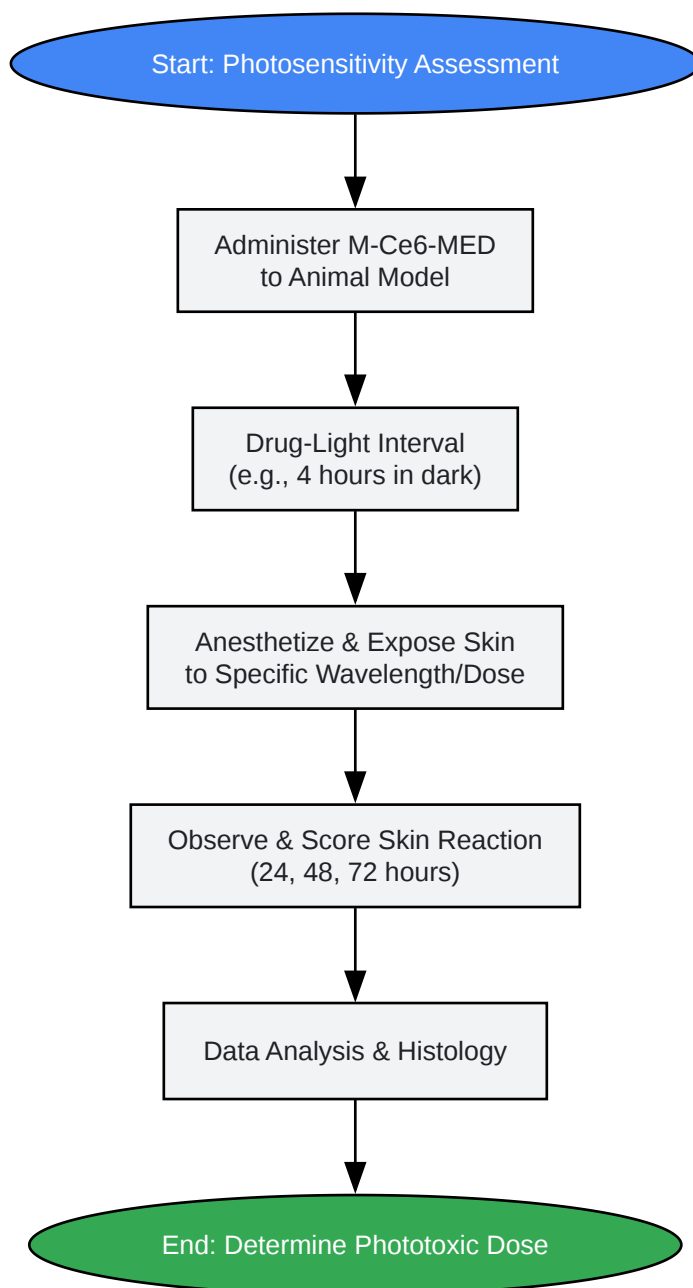 Start: Photosensitivity Assessment
Administer M-Ce6-MED
to Animal Model
Drug-Light Interval
(e.g., 4 hours in dark)
Anesthetize & Expose Skin
to Specific Wavelength/Dose
Observe & Score Skin Reaction
(24, 48, 72 hours)
Data Analysis & Histology
End: Determine Phototoxic Dose